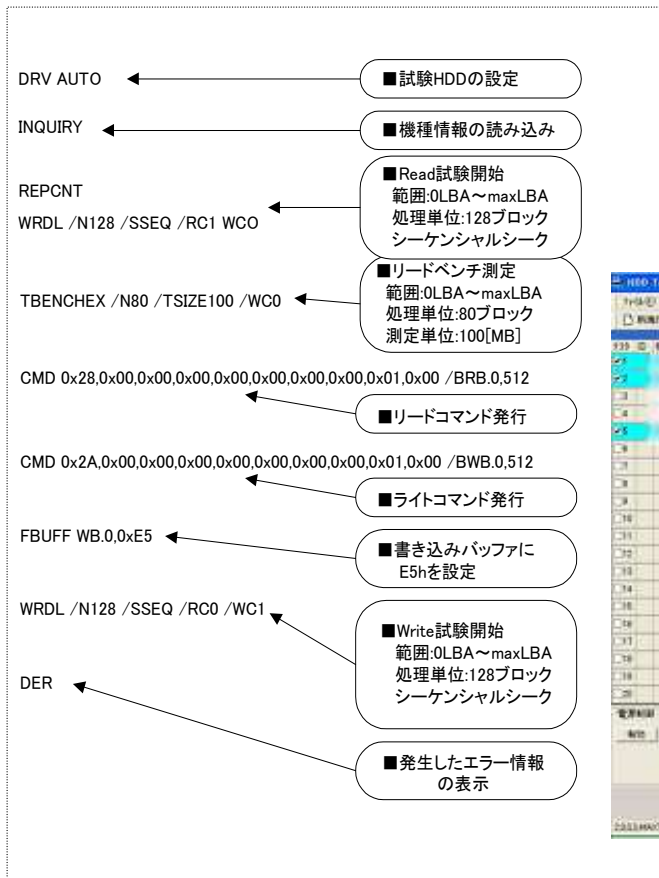 DRV AUTO
■試験HDDの設定
INQUIRY
■機種情報の読み込み
REPCNT
WRDL /N128 /SSEQ /RC1 WCO
■Read試験開始
範囲:0LBA～maxLBA
処理単位:128ブロック
シーケンシャルシーク
TBENCHEX /N80 /TSIZE100 /WC0
■リードベンチ測定
範囲:0LBA～maxLBA
処理単位:80ブロック
測定単位:100[MB]
CMD 0x28,0x00,0x00,0x00,0x00,0x00,0x00,0x00,0x01,0x00 /BRB.0,512
■リードコマンド発行
CMD 0x2A,0x00,0x00,0x00,0x00,0x00,0x00,0x00,0x01,0x00 /BWB.0,512
■ライトコマンド発行
FBUFF WB.0,0xE5
■書き込みバッファに
E5hを設定
WRDL /N128 /SSEQ /RC0 /WC1
■Write試験開始
範囲:0LBA～maxLBA
処理単位:128ブロック
シーケンシャルシーク
DER
■発生したエラー情報
の表示
HDD